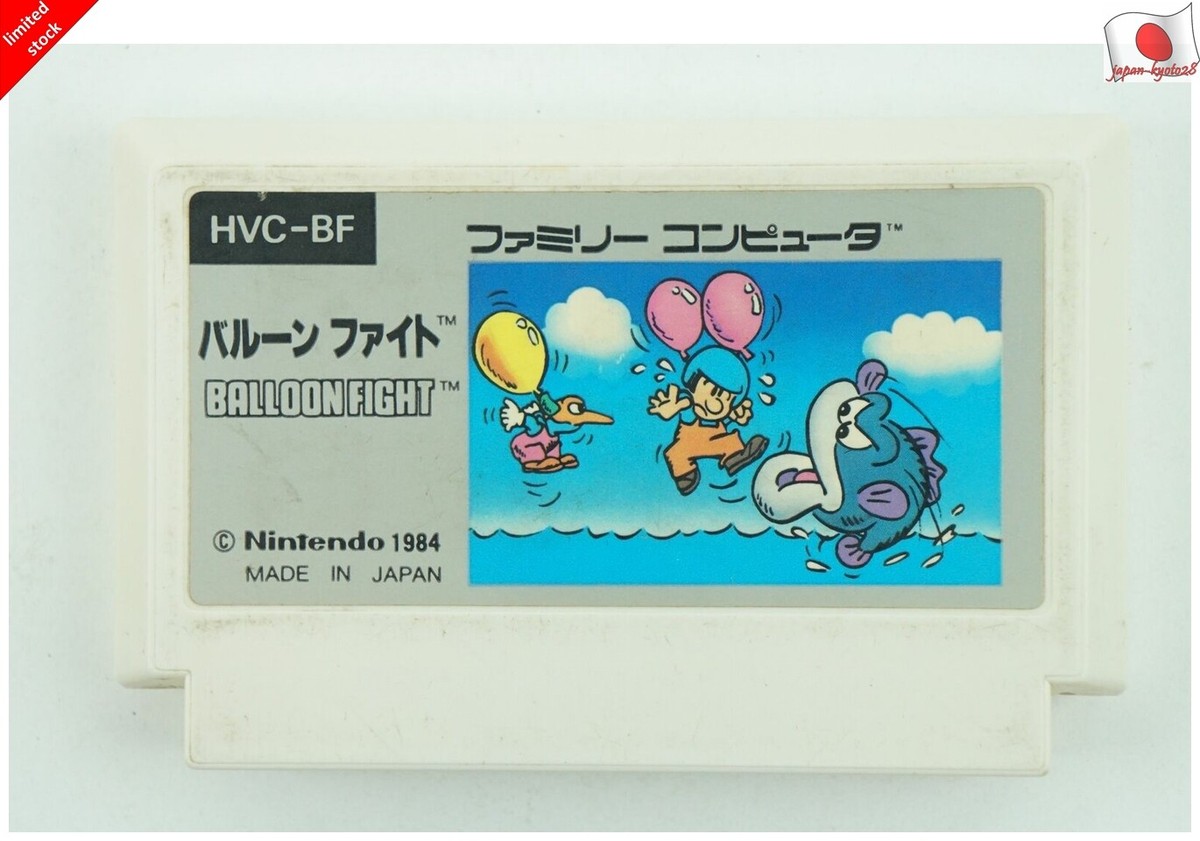 limited
stock
japan-kyoto28
HVC-BF
ファミリー コンピュータ™
バルーン ファイト™
BALLOON FIGHT™
© Nintendo 1984
MADE IN JAPAN